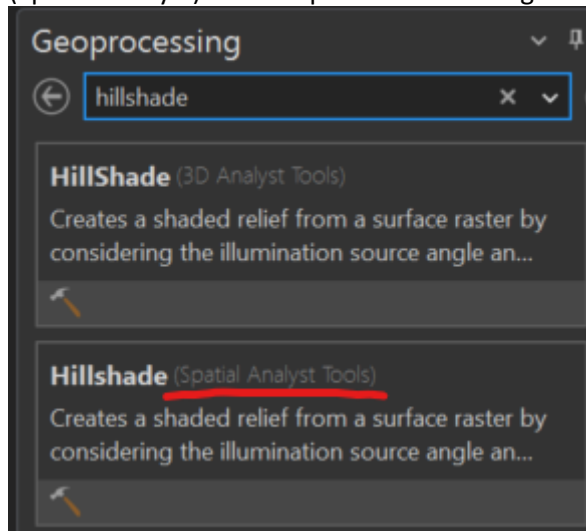 Geoprocessing
hillshade
HillShade (3D Analyst Tools)
Creates a shaded relief from a surface raster by
considering the illumination source angle an...
Hillshade (Spatial Analyst Tools)
Creates a shaded relief from a surface raster by
considering the illumination source angle an...